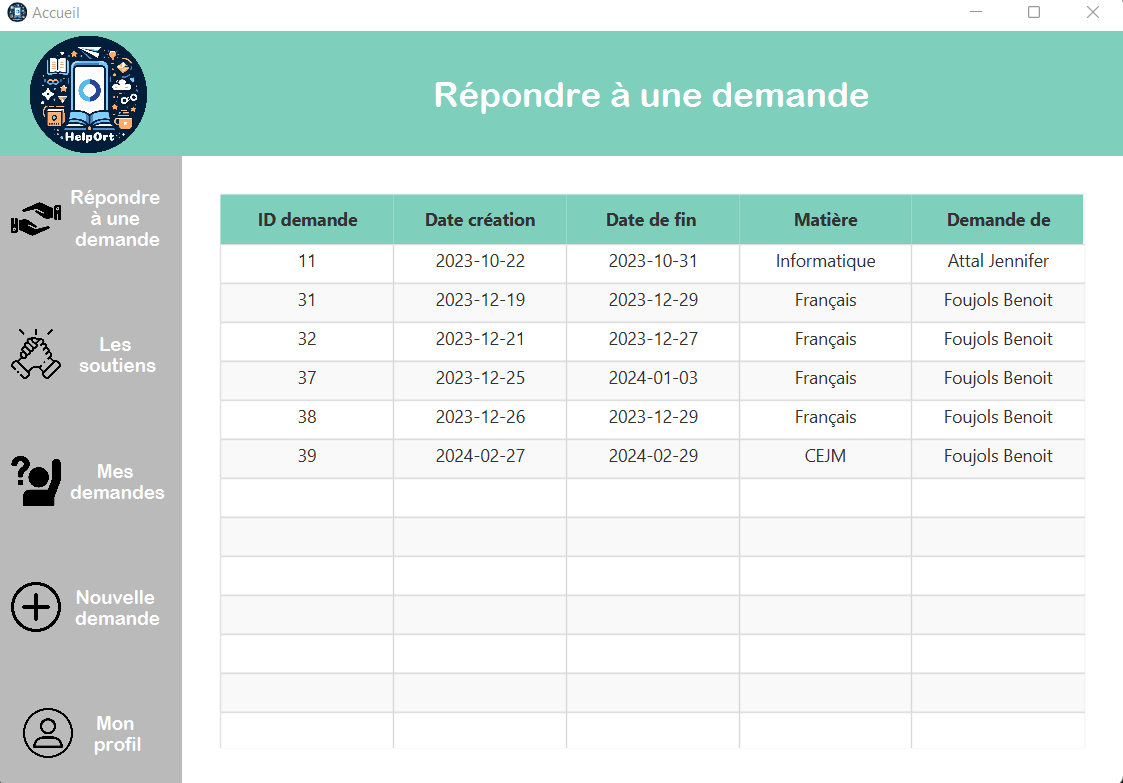 Accueil
HelpOrt
Répondre à une demande
Répondre
à une
demande
Les
soutiens
Mes
demandes
Nouvelle
demande
Mon
profil
ID demande Date création Date de fin Matière Demande de
11 2023-10-22 2023-10-31 Informatique Attal Jennifer
31 2023-12-19 2023-12-29 Français Foujols Benoit
32 2023-12-21 2023-12-27 Français Foujols Benoit
37 2023-12-25 2024-01-03 Français Foujols Benoit
38 2023-12-26 2023-12-29 Français Foujols Benoit
39 2024-02-27 2024-02-29 CEJM Foujols Benoit